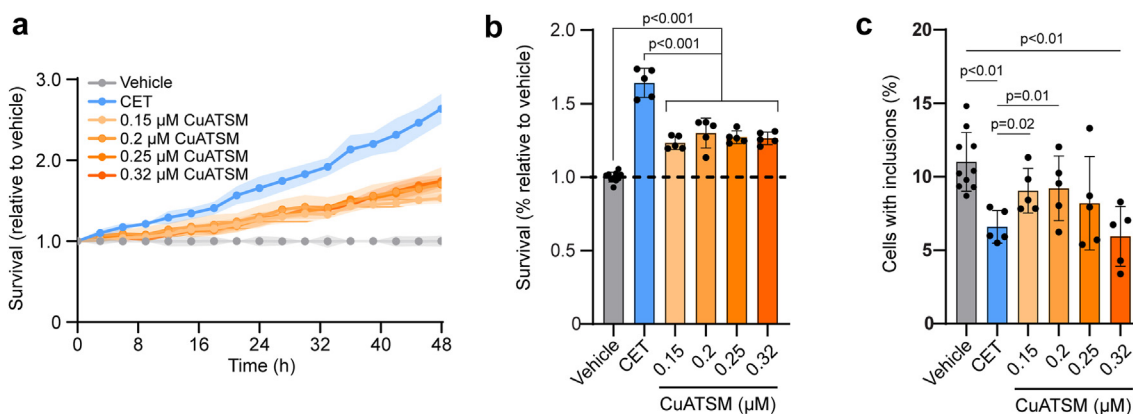 a
Survival (relative to vehicle)
3.0
2.0
1.0
0
Vehicle
CET
0.15 µM CuATSM
0.2 µM CuATSM
0.25 µM CuATSM
0.32 µM CuATSM
0 8 16 24 32 40 48
Time (h)
b
Survival (% relative to vehicle)
2.0
1.5
1.0
0.5
0
p<0.001
p<0.001
Vehicle CET 0.15 0.2 0.25 0.32
CuATSM (µM)
c
Cells with inclusions (%)
20
15
10
5
0
p<0.01
p<0.01
p=0.01
p=0.02
Vehicle CET 0.15 0.2 0.25 0.32
CuATSM (µM)